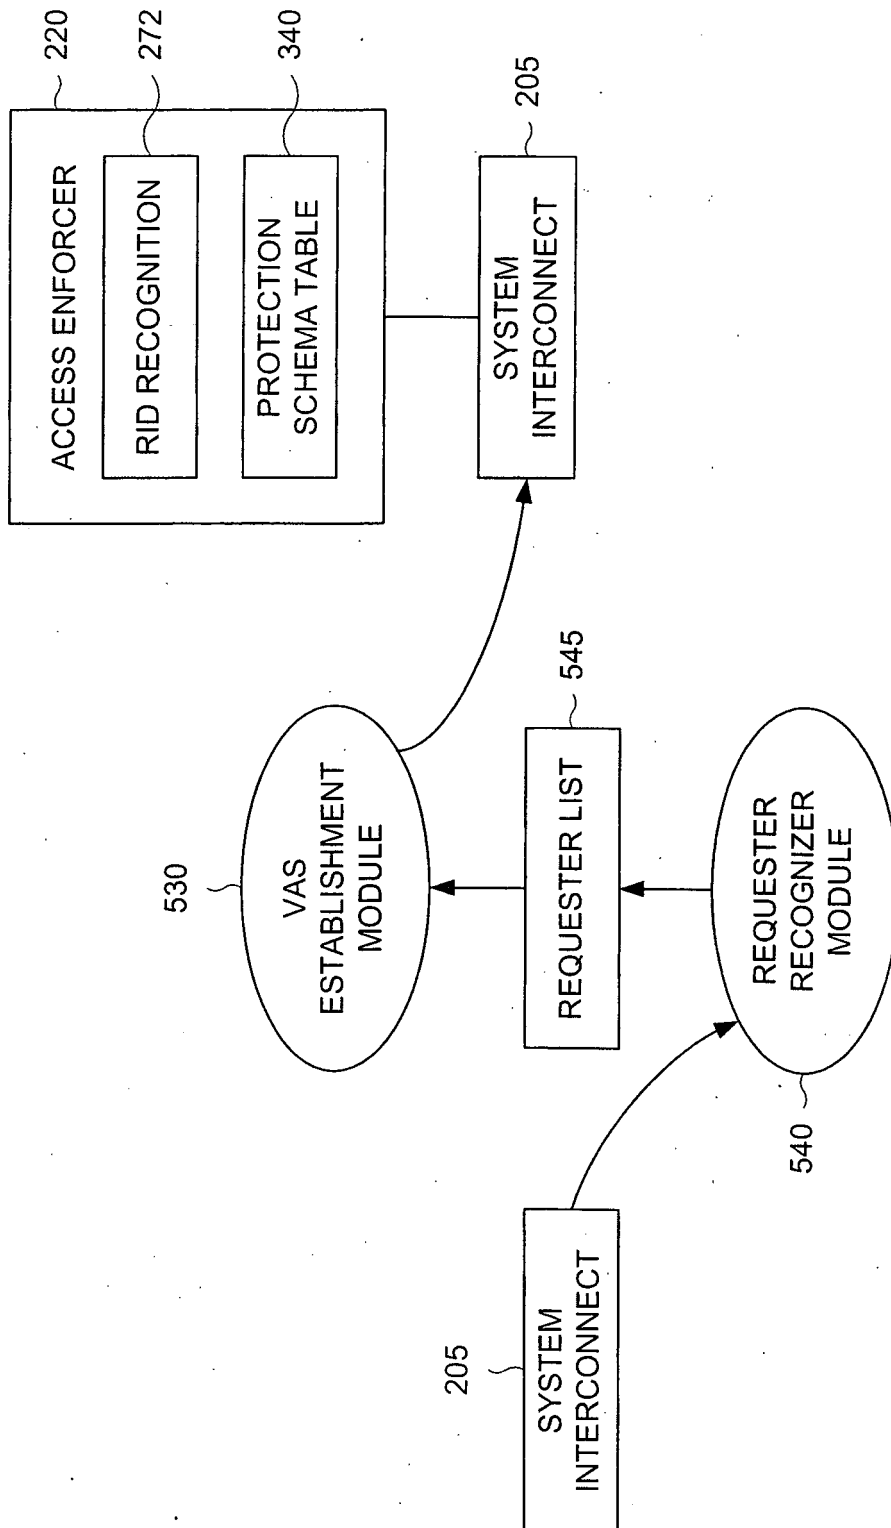 ACCESS ENFORCER
220
RID RECOGNITION
272
PROTECTION
SCHEMA TABLE
340
SYSTEM
INTERCONNECT
205
530
VAS
ESTABLISHMENT
MODULE
REQUESTER LIST
545
REQUESTER
RECOGNIZER
MODULE
540
205
SYSTEM
INTERCONNECT